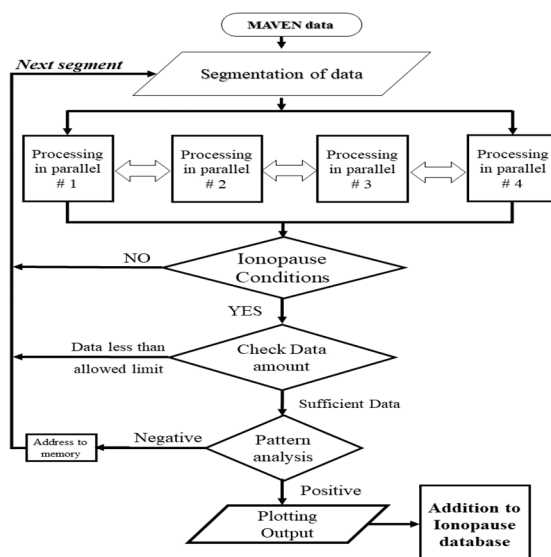 MAVEN data
Next segment
Segmentation of data
Processing
in parallel
# 1
Processing
in parallel
# 2
Processing
in parallel
# 3
Processing
in parallel
# 4
NO
Ionopause
Conditions
YES
Data less than
allowed limit
Check Data
amount
Sufficient Data
Address to
memory
Negative
Pattern
analysis
Positive
Plotting
Output
Addition to
Ionopause
database